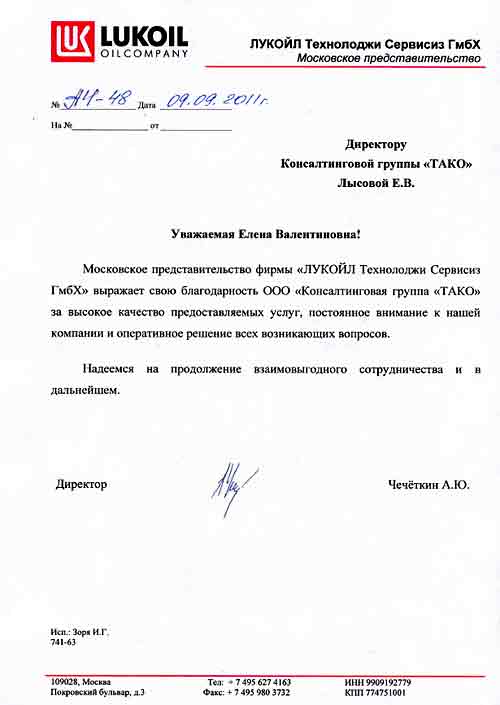 LUKOIL
OIL COMPANY
ЛУКОЙЛ Технолоджи Сервисиз ГмбХ
Московское представительство
№ АЧ-48 Дата 09.09.2011г.
На № от
Директору
Консалтинговой группы «ТАКО»
Лысовой Е.В.
Уважаемая Елена Валентиновна!
Московское представительство фирмы «ЛУКОЙЛ Технолоджи Сервисиз
ГмбХ» выражает свою благодарность ООО «Консалтинговая группа «ТАКО»
за высокое качество предоставляемых услуг, постоянное внимание к нашей
компании и оперативное решение всех возникающих вопросов.
Надеемся на продолжение взаимовыгодного сотрудничества и в
дальнейшем.
Директор Чечёткин А.Ю.
Исп.: Зоря И.Г.
741-63
109028, Москва Тел: + 7 495 627 4163 ИНН 9909192779
Покровский бульвар, д.3 Факс: + 7 495 980 3732 КПП 774751001